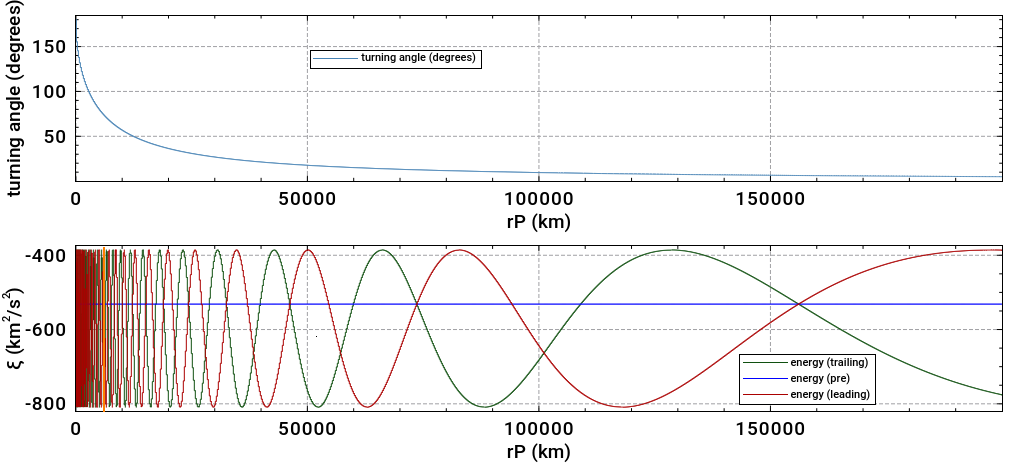 turning angle (degrees)
150
100
50
turning angle (degrees)
0 50000 100000 150000
rP (km)
ξ (km²/s²)
-400
-600
-800
energy (trailing)
energy (pre)
energy (leading)
0 50000 100000 150000
rP (km)